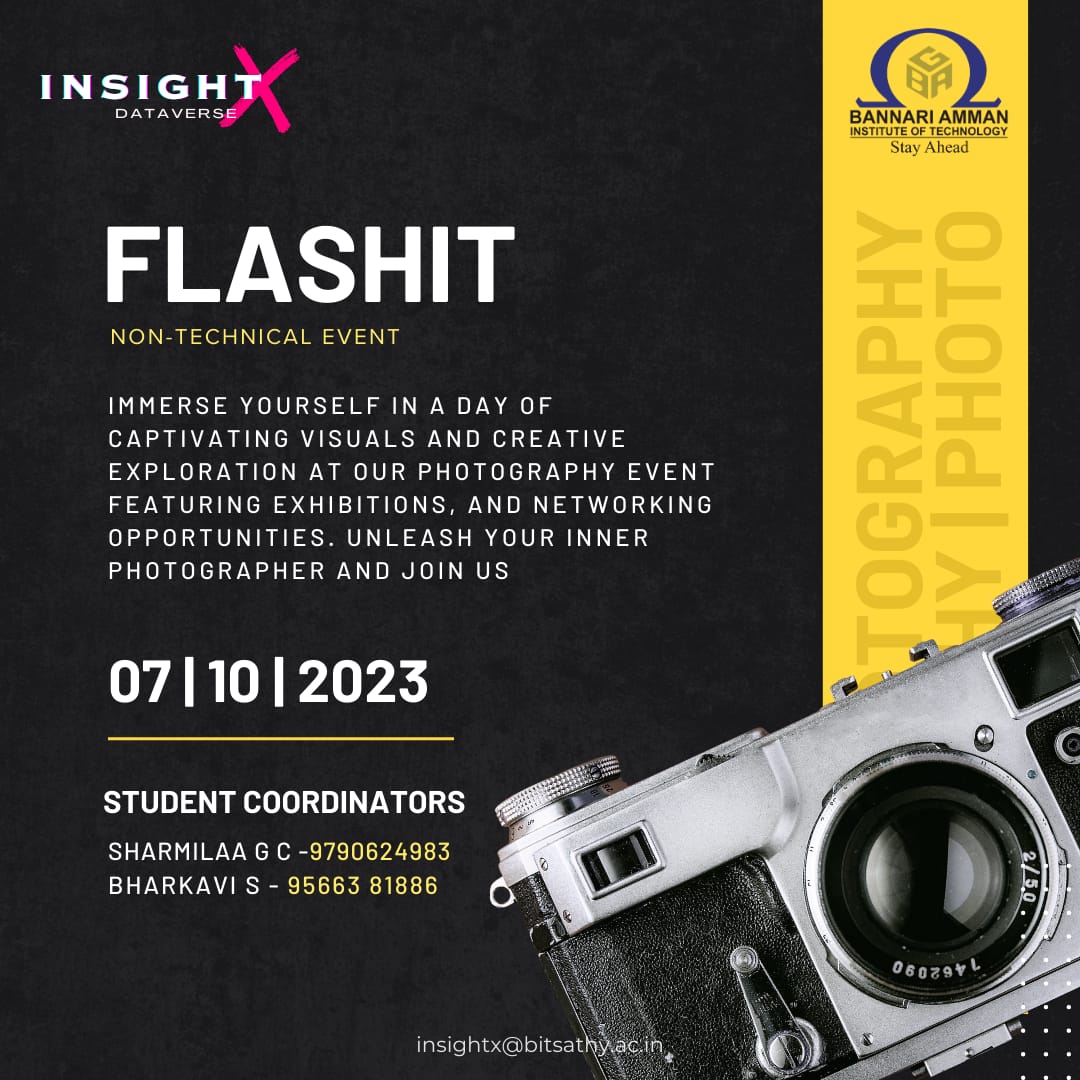 INSIGHTX
DATAVERSE
GBA
BANNARI AMMAN
INSTITUTE OF TECHNOLOGY
Stay Ahead
FLASHIT
NON-TECHNICAL EVENT
IMMERSE YOURSELF IN A DAY OF
CAPTIVATING VISUALS AND CREATIVE
EXPLORATION AT OUR PHOTOGRAPHY EVENT
FEATURING EXHIBITIONS, AND NETWORKING
OPPORTUNITIES. UNLEASH YOUR INNER
PHOTOGRAPHER AND JOIN US
07 | 10 | 2023
STUDENT COORDINATORS
SHARMILAA G C -9790624983
BHARKAVI S - 95663 81886
insightx@bitsathy.ac.in
TOGRAPHY
HY | PHOTO
2/50
7462090